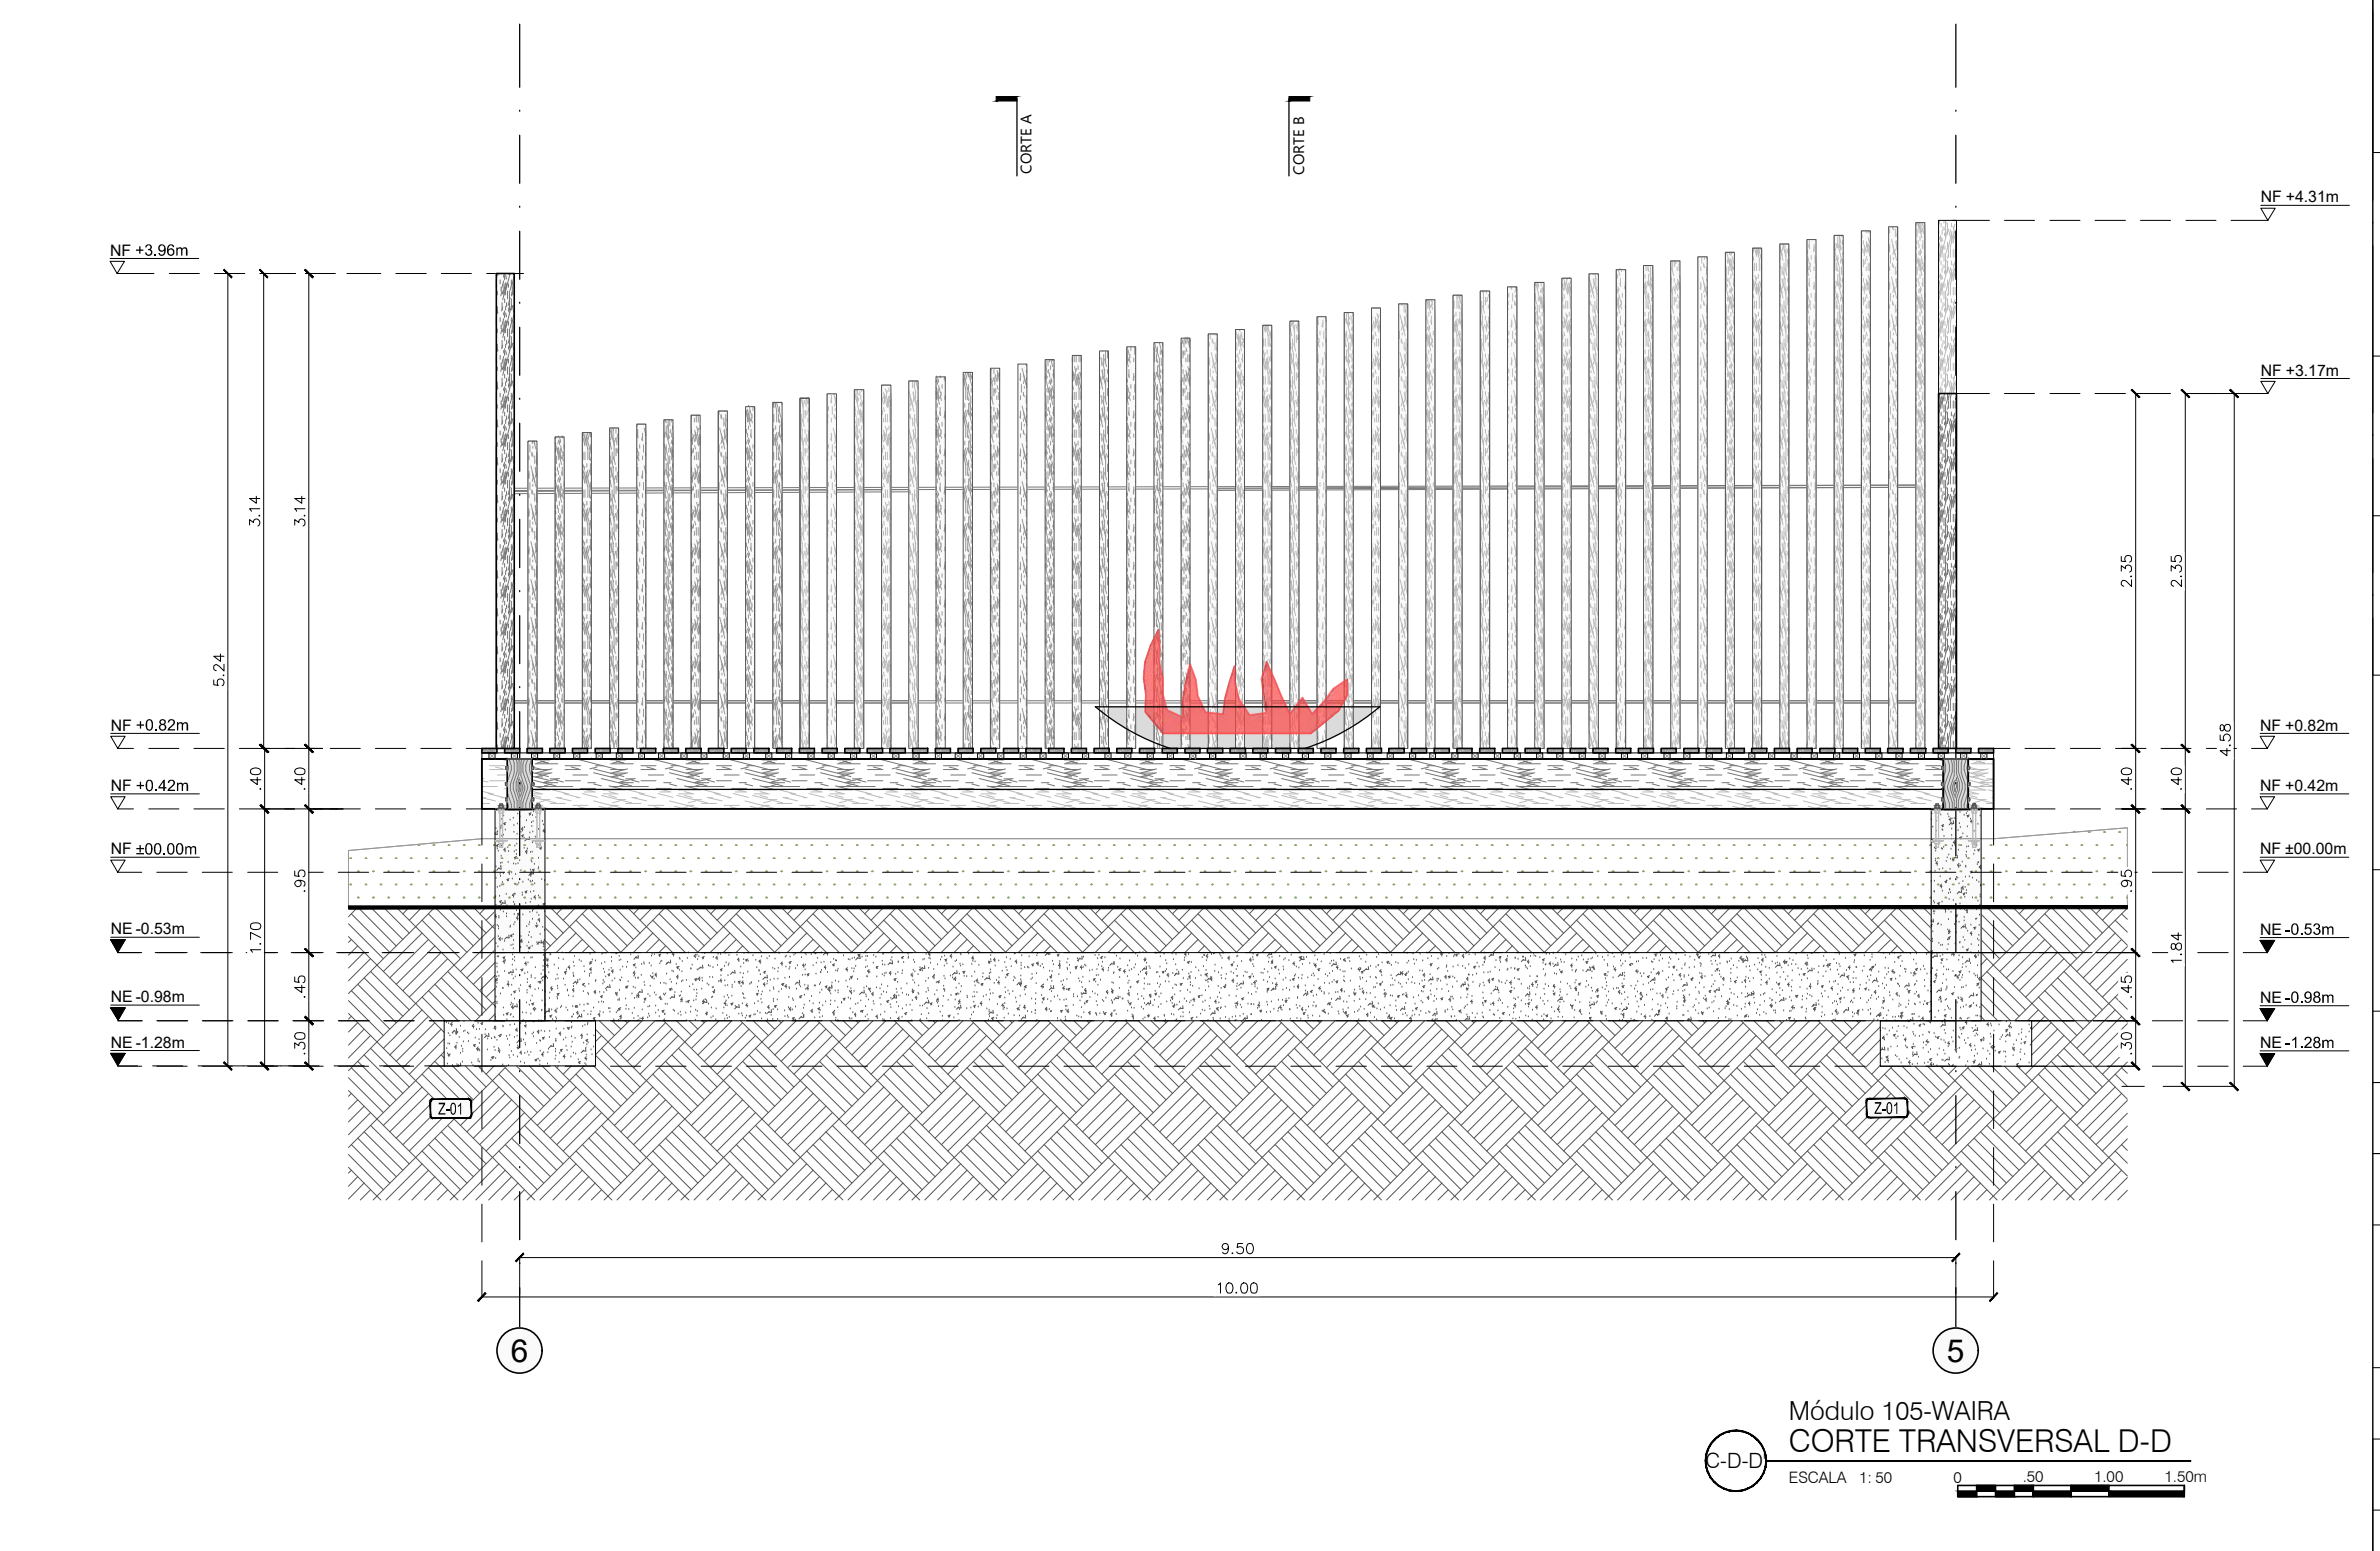 CORTE A
CORTE B
NF +4.31m
NF +3.96m
NF +3.17m
3.14
3.14
2.35
2.35
5.24
4.58
NF +0.82m
NF +0.82m
.40
.40
.40
.40
NF +0.42m
NF +0.42m
NF ±00.00m
NF ±00.00m
.95
.95
1.70
1.84
NE -0.53m
NE -0.53m
.45
.45
NE -0.98m
NE -0.98m
.30
.30
NE -1.28m
NE -1.28m
Z-01
Z-01
9.50
10.00
6
5
Módulo 105-WAIRA
CORTE TRANSVERSAL D-D
C-D-D
ESCALA 1: 50
0 .50 1.00 1.50m